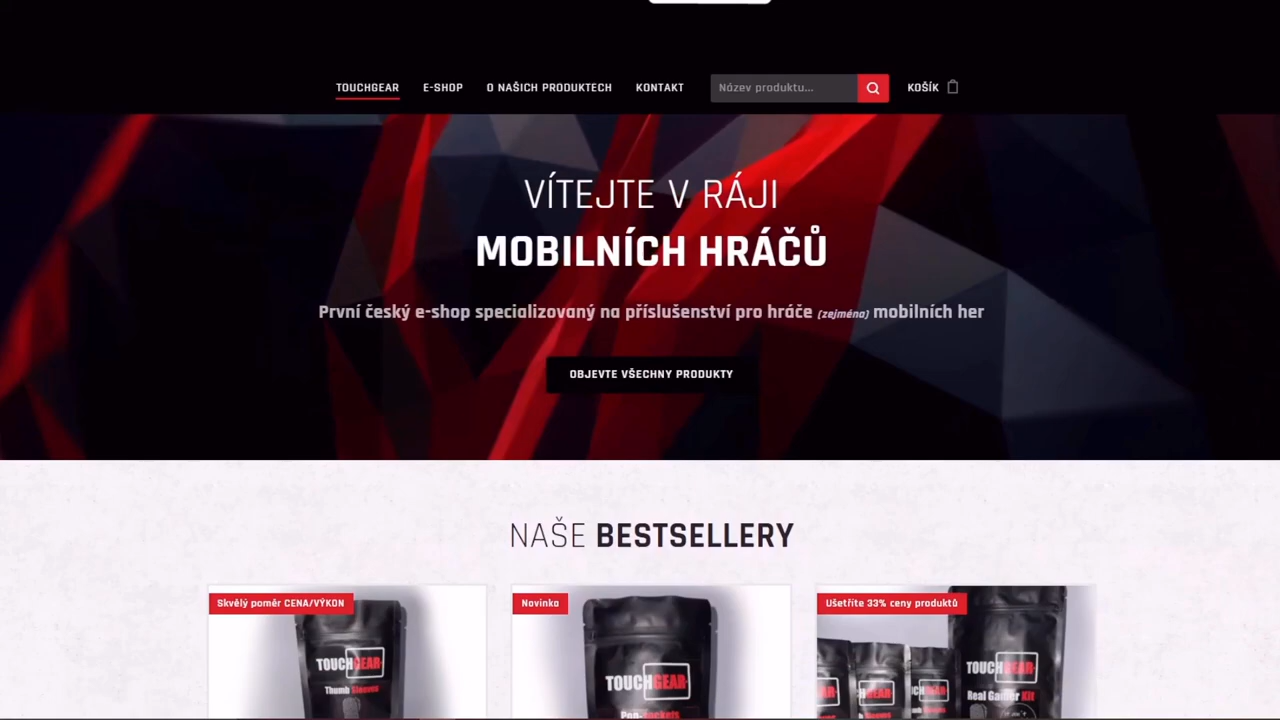 TOUCHGEAR E-SHOP O NAŠICH PRODUKTECH KONTAKT Název produktu... KOŠÍK
VÍTEJTE V RÁJI
MOBILNÍCH HRÁČŮ
První český e-shop specializovaný na příslušenství pro hráče (zejména) mobilních her
OBJEVTE VŠECHNY PRODUKTY
NAŠE BESTSELLERY
Skvělý poměr CENA/VÝKON
TOUCHGEAR
Thumb Sleeves
Novinka
TOUCHGEAR
Pop-Sockets
Ušetříte 33% ceny produktů
TOUCHGEAR
Real Gamer Kit